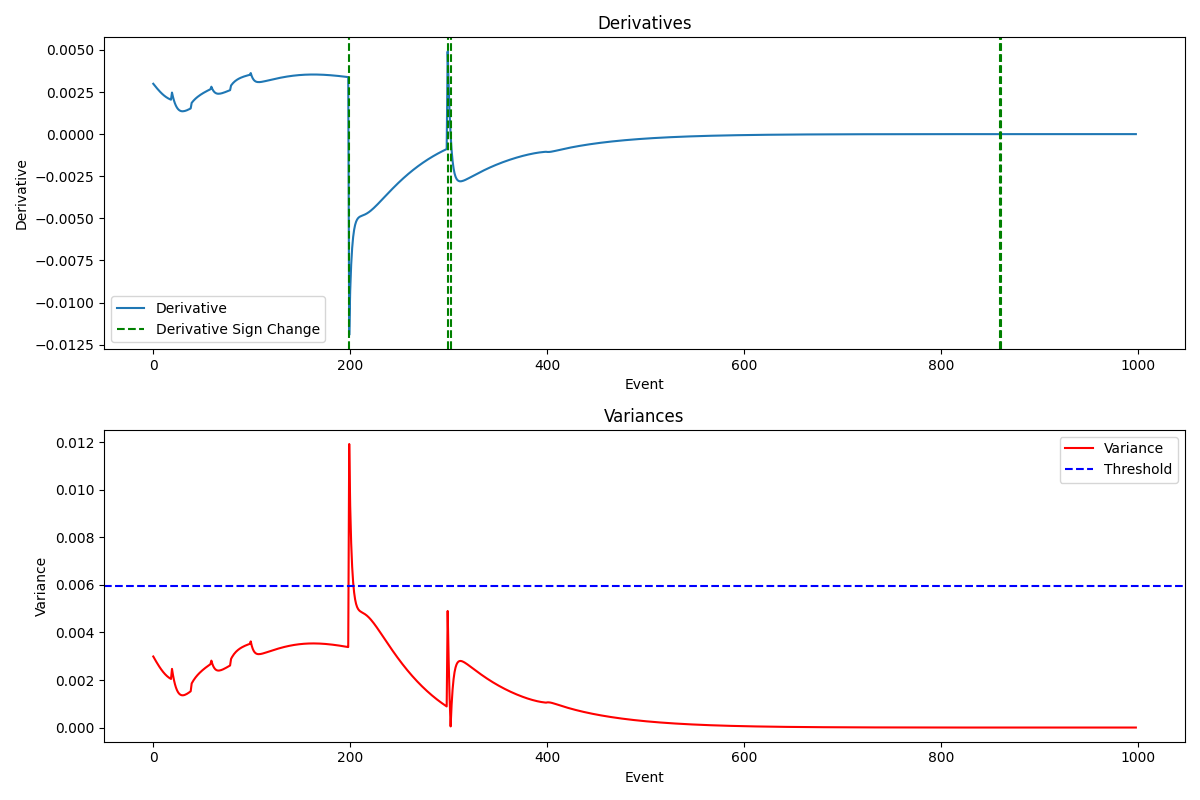 Derivatives
Derivative
0.0050
0.0025
0.0000
−0.0025
−0.0050
−0.0075
−0.0100
−0.0125
Derivative
Derivative Sign Change
0 200 400 600 800 1000
Event
Variances
Variance
0.012
0.010
0.008
0.006
0.004
0.002
0.000
Variance
Threshold
0 200 400 600 800 1000
Event